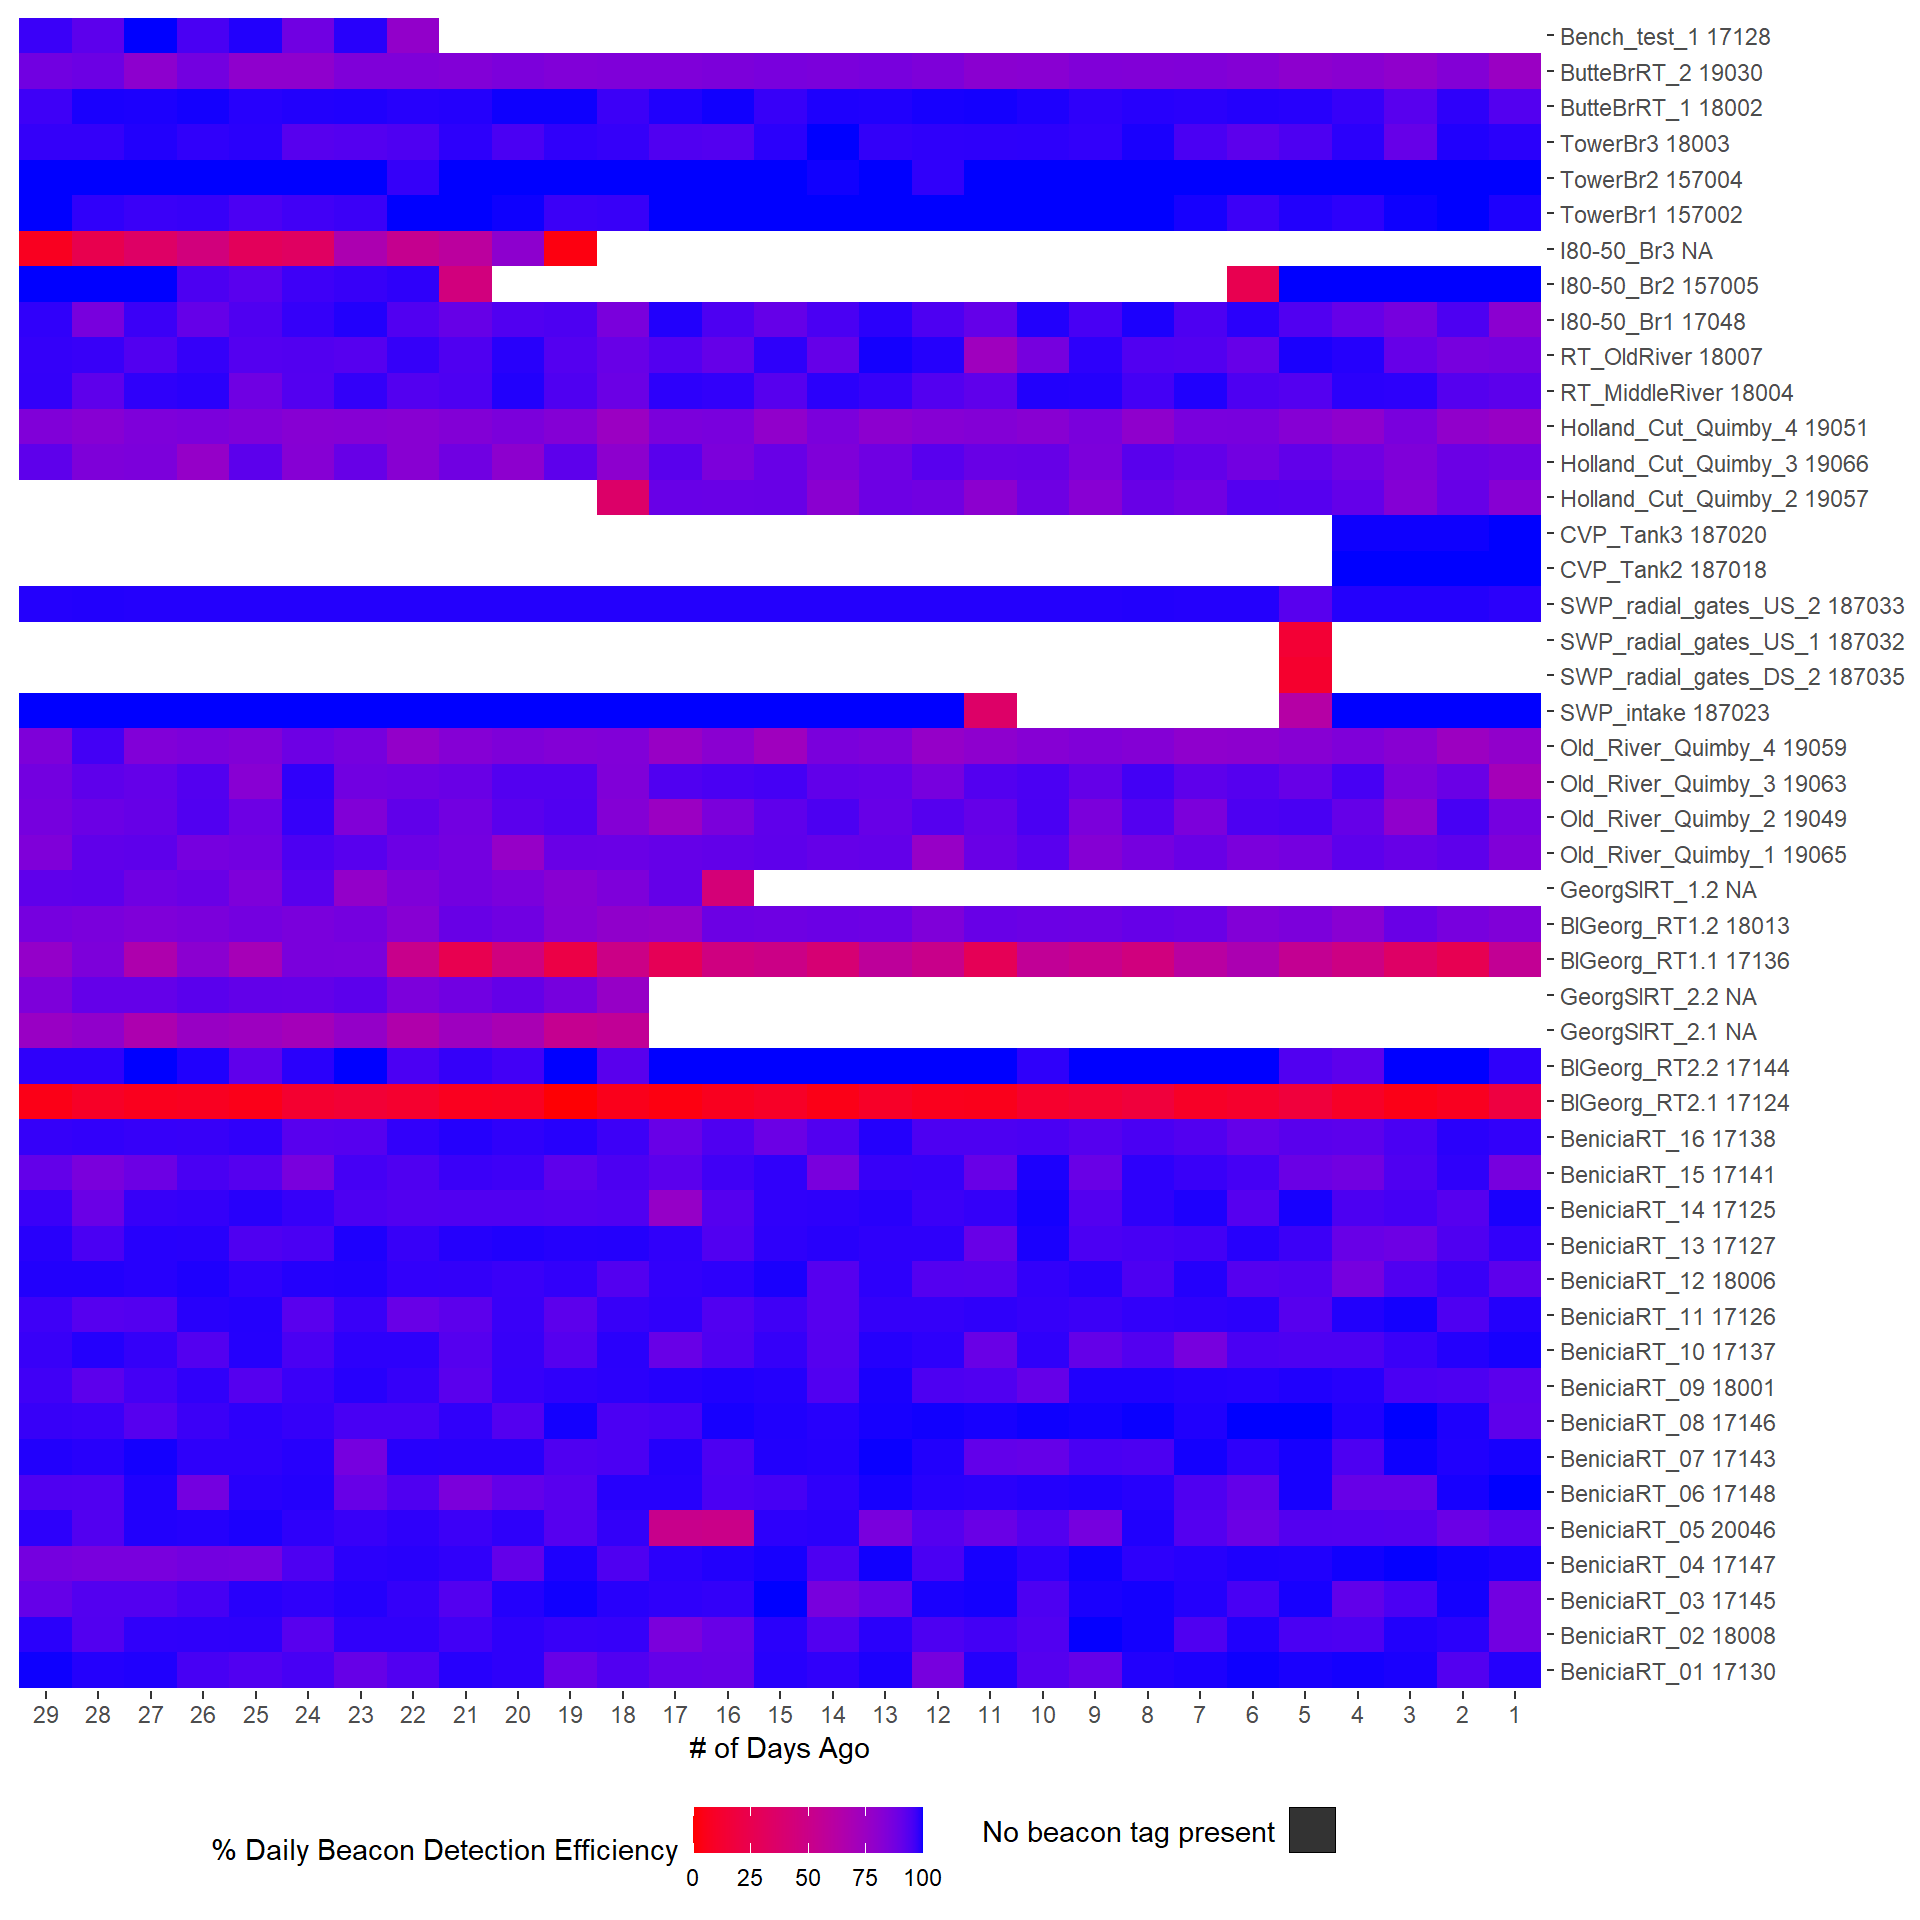 Bench_test_1 17128
ButteBrRT_2 19030
ButteBrRT_1 18002
TowerBr3 18003
TowerBr2 157004
TowerBr1 157002
I80-50_Br3 NA
I80-50_Br2 157005
I80-50_Br1 17048
RT_OldRiver 18007
RT_MiddleRiver 18004
Holland_Cut_Quimby_4 19051
Holland_Cut_Quimby_3 19066
Holland_Cut_Quimby_2 19057
CVP_Tank3 187020
CVP_Tank2 187018
SWP_radial_gates_US_2 187033
SWP_radial_gates_US_1 187032
SWP_radial_gates_DS_2 187035
SWP_intake 187023
Old_River_Quimby_4 19059
Old_River_Quimby_3 19063
Old_River_Quimby_2 19049
Old_River_Quimby_1 19065
GeorgSlRT_1.2 NA
BlGeorg_RT1.2 18013
BlGeorg_RT1.1 17136
GeorgSlRT_2.2 NA
GeorgSlRT_2.1 NA
BlGeorg_RT2.2 17144
BlGeorg_RT2.1 17124
BeniciaRT_16 17138
BeniciaRT_15 17141
BeniciaRT_14 17125
BeniciaRT_13 17127
BeniciaRT_12 18006
BeniciaRT_11 17126
BeniciaRT_10 17137
BeniciaRT_09 18001
BeniciaRT_08 17146
BeniciaRT_07 17143
BeniciaRT_06 17148
BeniciaRT_05 20046
BeniciaRT_04 17147
BeniciaRT_03 17145
BeniciaRT_02 18008
BeniciaRT_01 17130
29 28 27 26 25 24 23 22 21 20 19 18 17 16 15 14 13 12 11 10 9 8 7 6 5 4 3 2 1
# of Days Ago
% Daily Beacon Detection Efficiency
0 25 50 75 100
No beacon tag present